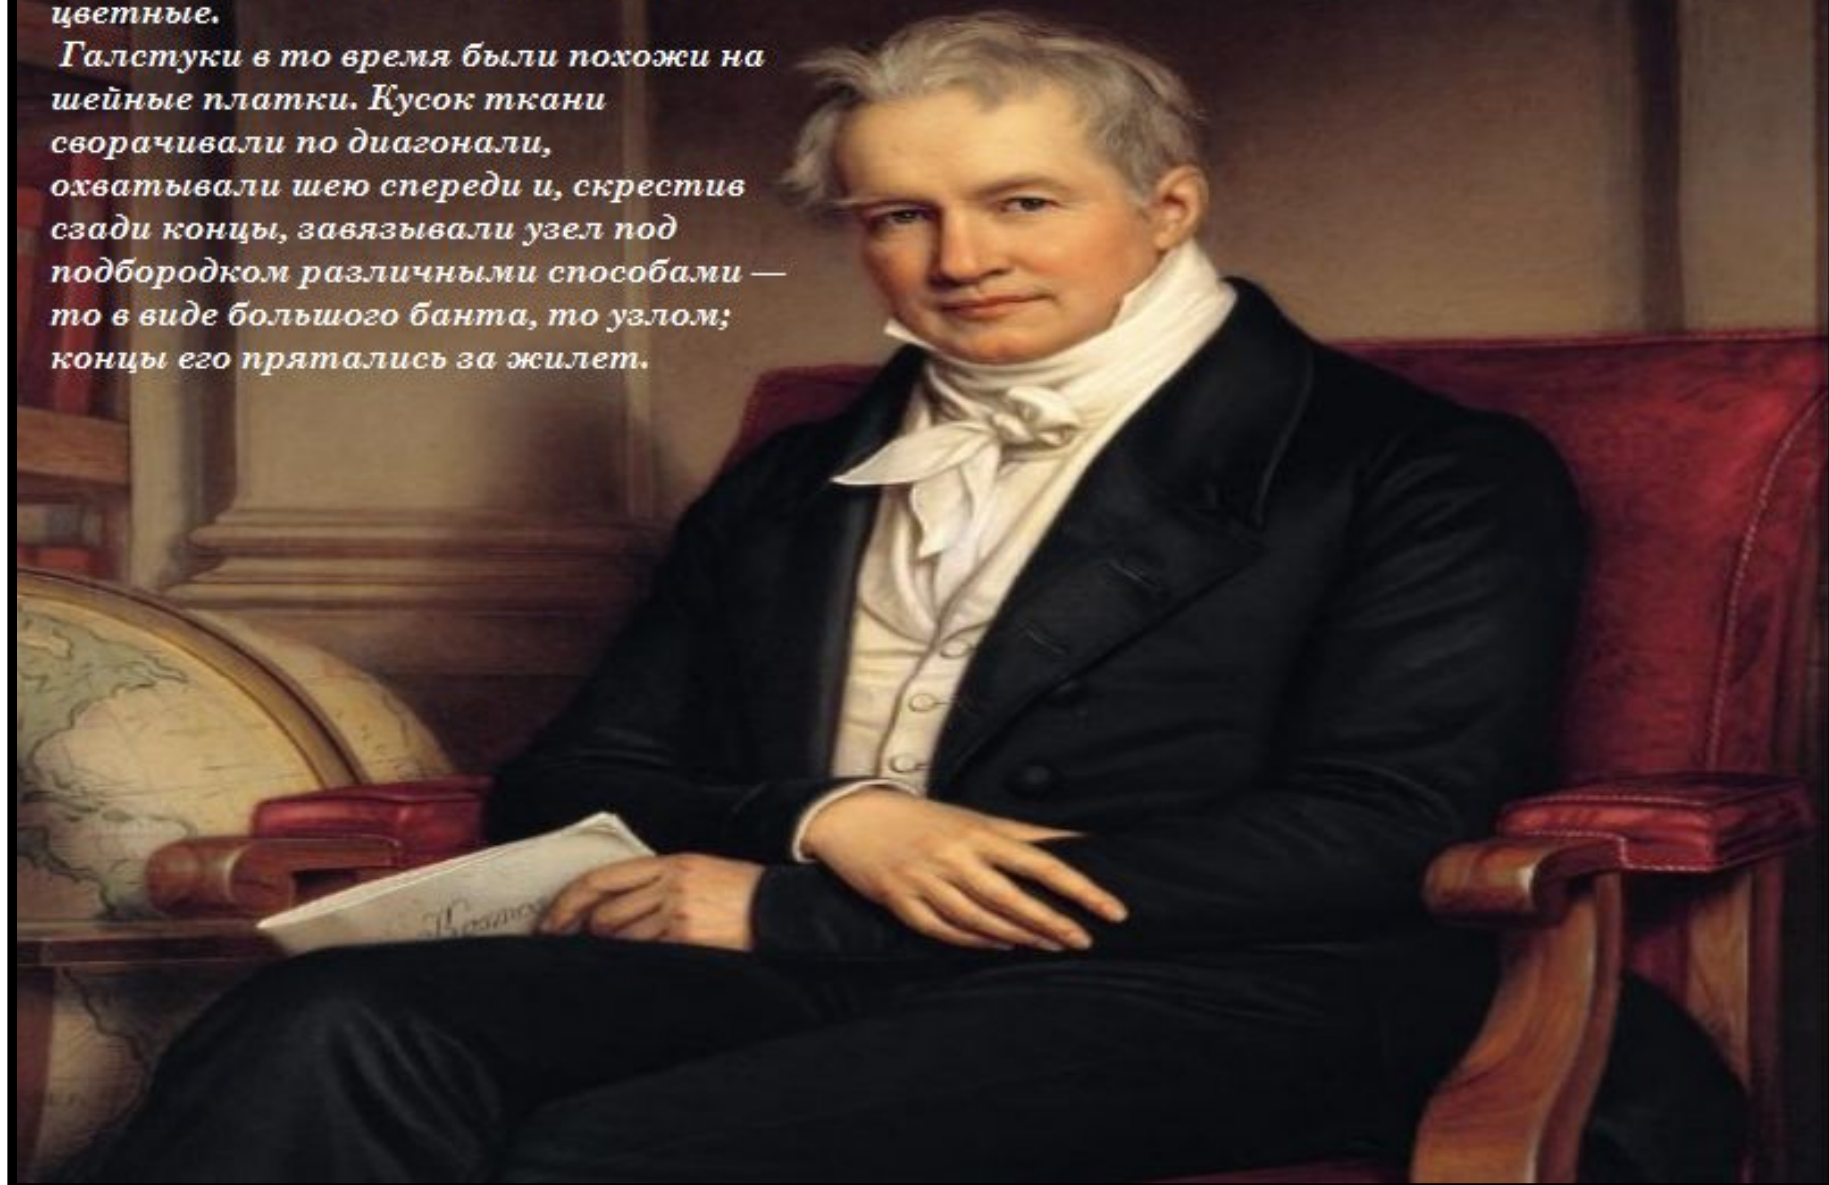 цветные.
Галстуки в то время были похожи на
шейные платки. Кусок ткани
сворачивали по диагонали,
охватывали шею спереди и, скрестив
сзади концы, завязывали узел под
подбородком различными способами —
то в виде большого банта, то узлом;
концы его прятались за жилет.
Kosmos